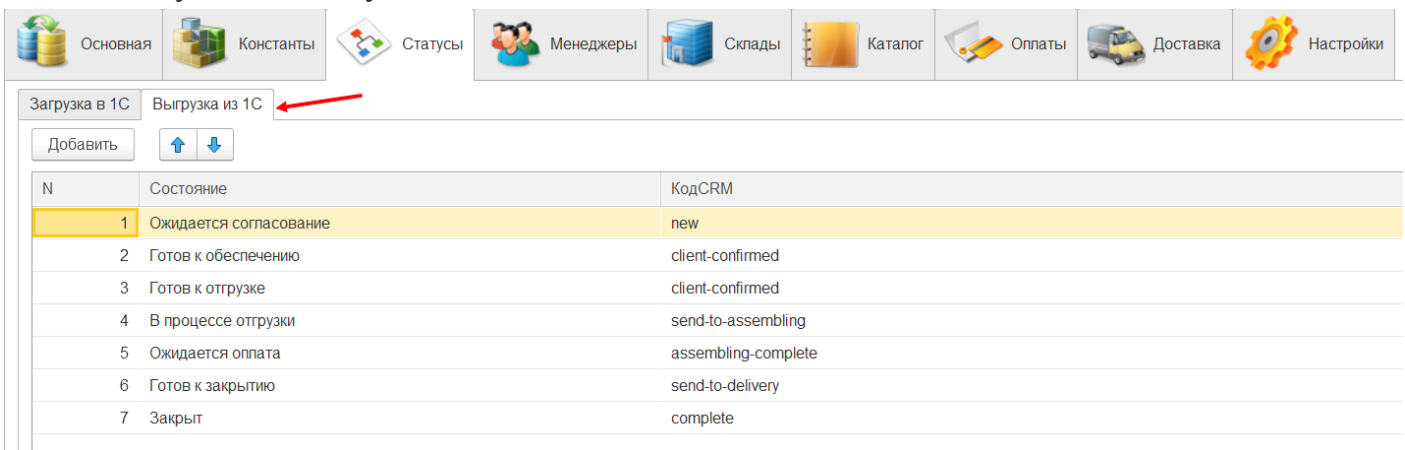 Основная Константы Статусы Менеджеры Склады Каталог Оплаты Доставка Настройки
Загрузка в 1С Выгрузка из 1С
Добавить
N Состояние КодCRM
1 Ожидается согласование new
2 Готов к обеспечению client-confirmed
3 Готов к отгрузке client-confirmed
4 В процессе отгрузки send-to-assembling
5 Ожидается оплата assembling-complete
6 Готов к закрытию send-to-delivery
7 Закрыт complete